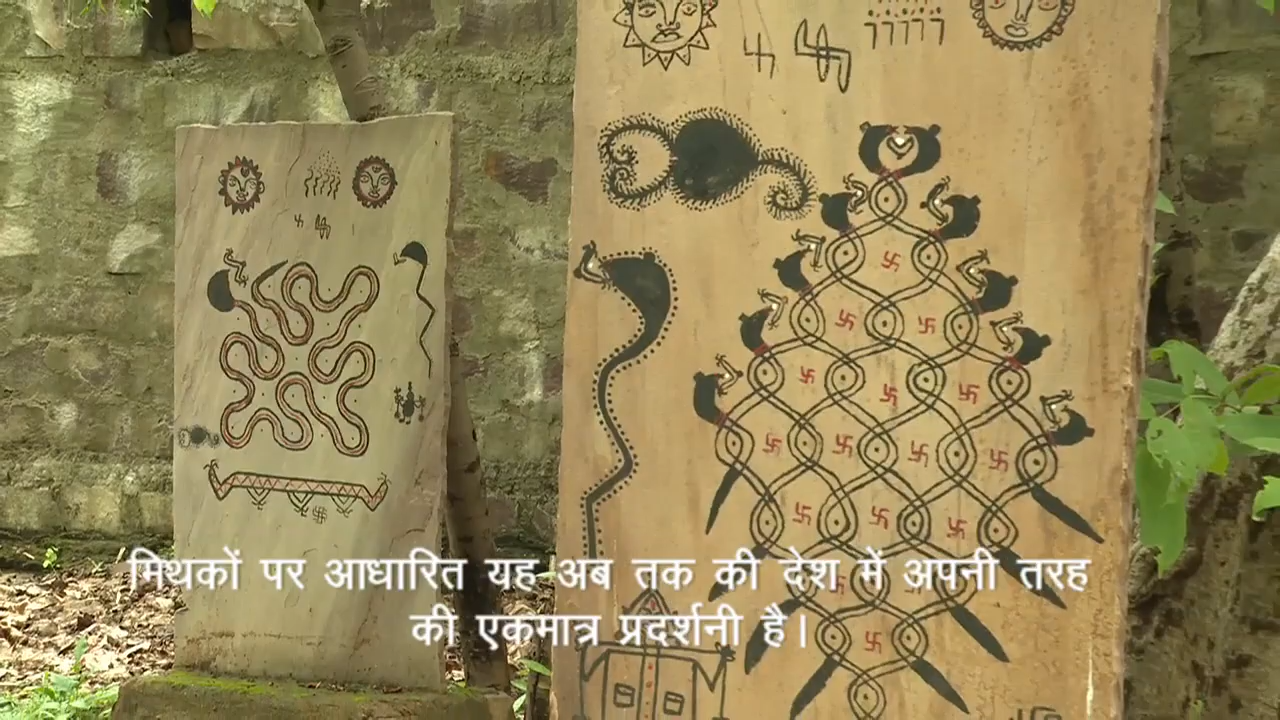 मिथकों पर आधारित यह अब तक की देश में अपनी तरह
की एकमात्र प्रदर्शनी है।